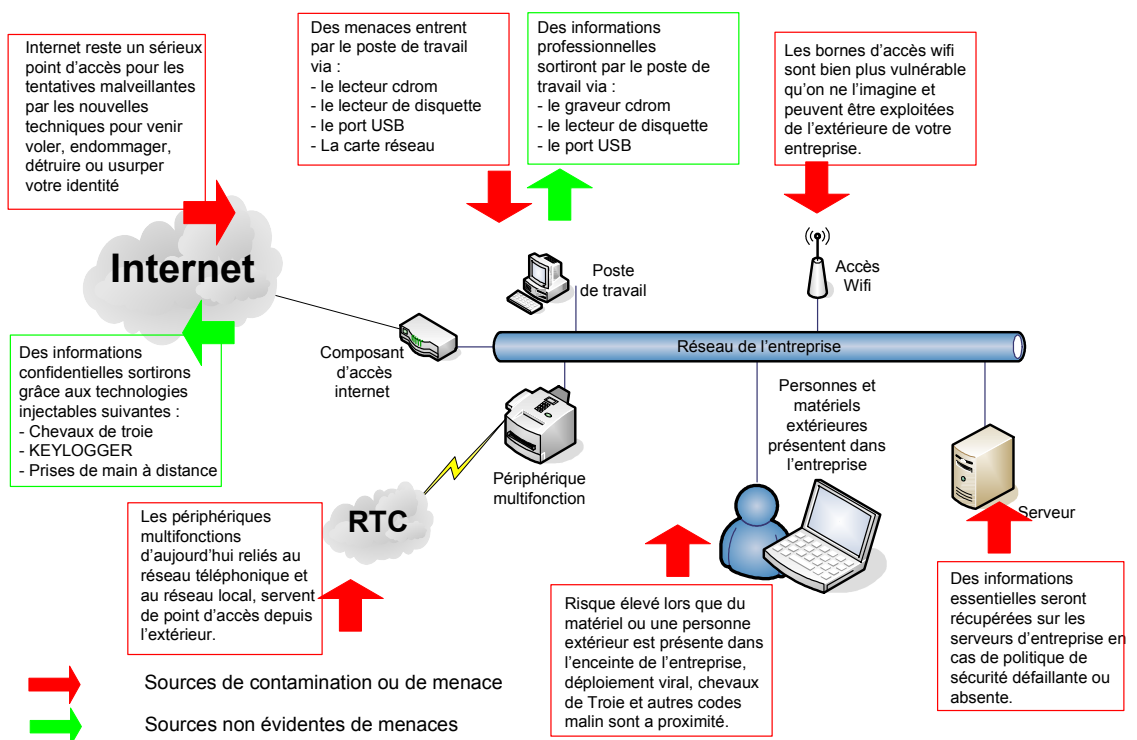 Internet reste un sérieux
point d'accès pour les
tentatives malveillantes
par les nouvelles
techniques pour venir
voler, endommager,
détruire ou usurper
votre identité
Des menaces entrent
par le poste de travail
via :
- le lecteur cdrom
- le lecteur de disquette
- le port USB
- La carte réseau
Des informations
professionnelles
sortiront par le poste de
travail via :
- le graveur cdrom
- le lecteur de disquette
- le port USB
Les bornes d'accès wifi
sont bien plus vulnérable
qu'on ne l'imagine et
peuvent être exploitées
de l'extérieure de votre
entreprise.
Internet
Poste
de travail
Accès
Wifi
Composant
d'accès
internet
Réseau de l'entreprise
Des informations
confidentielles sortirons
grâce aux technologies
injectables suivantes :
- Chevaux de troie
- KEYLOGGER
- Prises de main à distance
Périphérique
multifonction
Personnes et
matériels
extérieures
présentent dans
l'entreprise
Serveur
RTC
Les périphériques
multifonctions
d'aujourd'hui reliés au
réseau téléphonique et
au réseau local, servent
de point d'accès depuis
l'extérieur.
Risque élevé lors que du
matériel ou une personne
extérieur est présente dans
l'enceinte de l'entreprise,
déploiement viral, chevaux
de Troie et autres codes
malin sont a proximité.
Des informations
essentielles seront
récupérées sur les
serveurs d'entreprise en
cas de politique de
sécurité défaillante ou
absente.
Sources de contamination ou de menace
Sources non évidentes de menaces